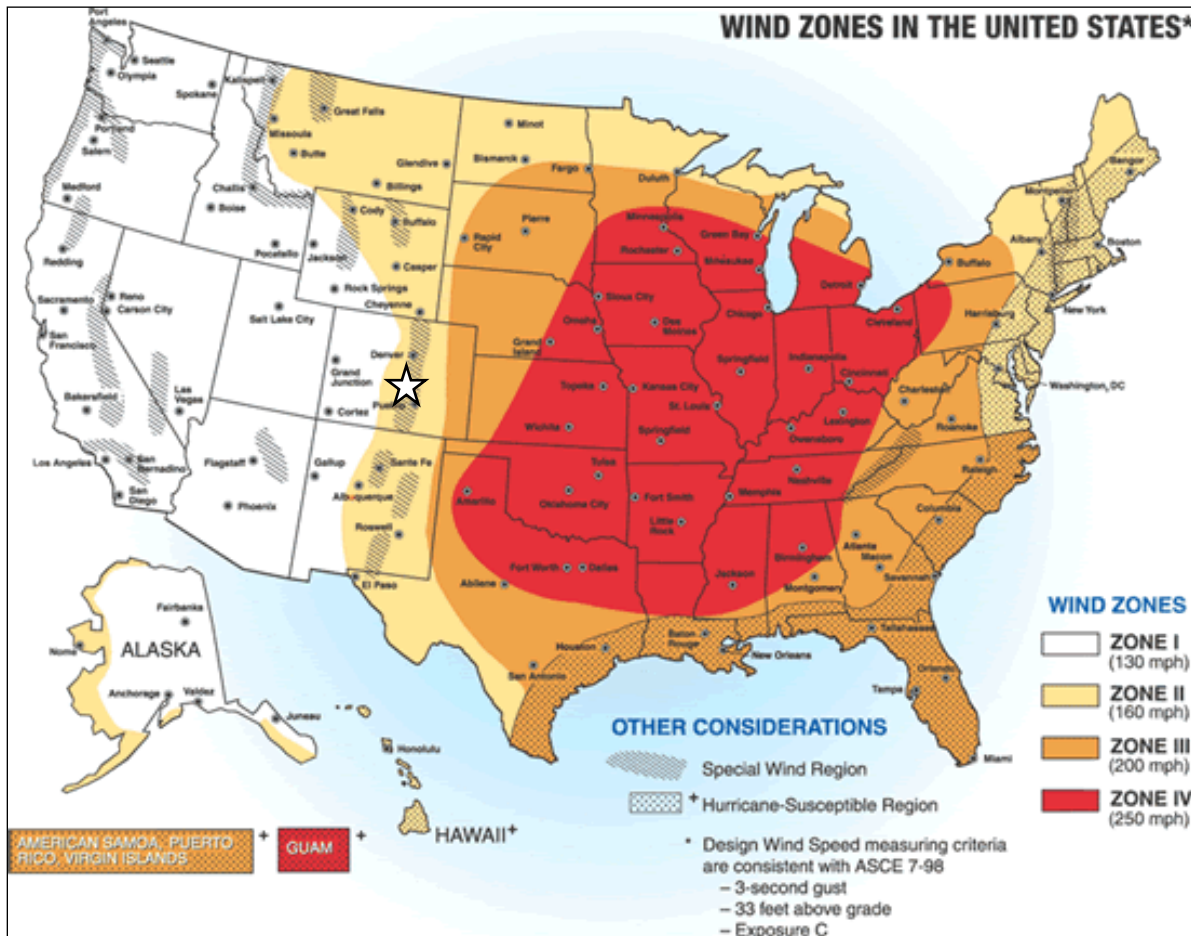 WIND ZONES IN THE UNITED STATES*
Port
Angeles
Seattle
Olympia
Spokane
Kalispell
Great Falls
Portland
Salem
Missoula
Butte
Glendive
Minot
Bismarck
Fargo
Duluth
Billings
Medford
Challis
Boise
Cody
Buffalo
Pierre
Rapid
City
Minneapolis
Rochester
Green Bay
Milwaukee
Montpelier
Bangor
Albany
Boston
Buffalo
Redding
Pocatello
Jackson
Casper
Rock Springs
Cheyenne
Sioux City
Des
Moines
Chicago
Detroit
Cleveland
Harrisburg
New York
Sacramento
Reno
Carson City
San
Francisco
Salt Lake City
Omaha
Grand
Island
Denver
Grand
Junction
Pueblo
Cortez
Topeka
Kansas City
Springfield
Indianapolis
Cincinnati
Charleston
Washington, DC
Bakersfield
Las
Vegas
St. Louis
Lexington
Roanoke
Wichita
Springfield
Owensboro
Los Angeles
San
Bernadino
San
Diego
Flagstaff
Phoenix
Gallup
Sante Fe
Albuquerque
Roswell
El Paso
Amarillo
Tulsa
Oklahoma City
Fort Smith
Little
Rock
Memphis
Nashville
Raleigh
Columbia
Atlanta
Macon
Birmingham
Montgomery
Savannah
Fort Worth
Dallas
Abilene
Jackson
Houston
San Antonio
Baton
Rouge
New Orleans
Tallahassee
Orlando
Tampa
Miami
Fairbanks
Nome
ALASKA
Anchorage
Valdez
Juneau
Honolulu
HAWAII+
AMERICAN SAMOA, PUERTO
RICO, VIRGIN ISLANDS
+
GUAM
+
WIND ZONES
ZONE I
(130 mph)
ZONE II
(160 mph)
ZONE III
(200 mph)
ZONE IV
(250 mph)
OTHER CONSIDERATIONS
Special Wind Region
+ Hurricane-Susceptible Region
* Design Wind Speed measuring criteria
are consistent with ASCE 7-98
– 3-second gust
– 33 feet above grade
– Exposure C